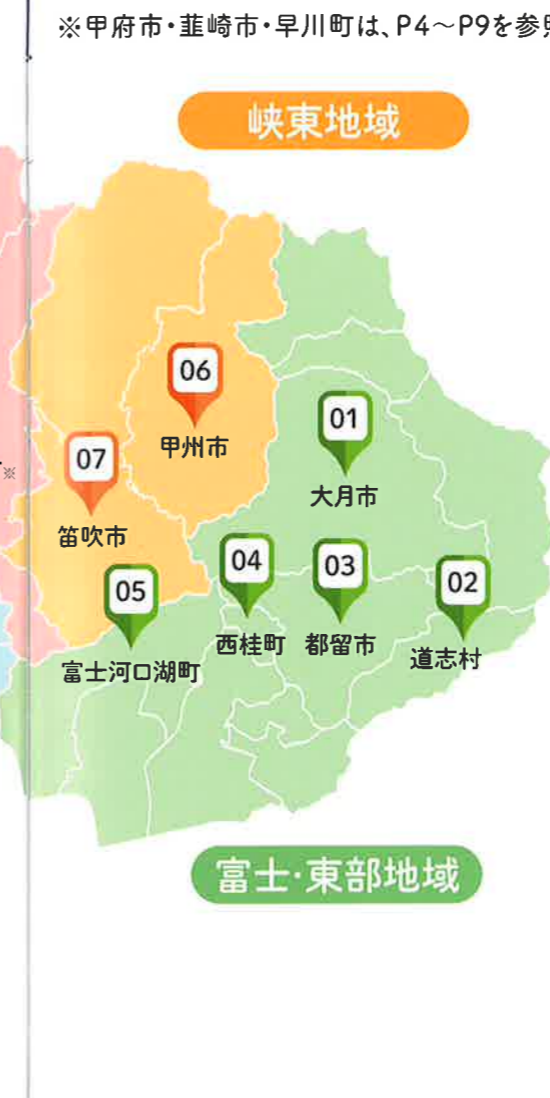 ※甲府市・韮崎市・早川町は、P4〜P9を参照
峡東地域
06
甲州市
01
大月市
07
※
笛吹市
04
西桂町
03
都留市
02
道志村
05
富士河口湖町
富士・東部地域